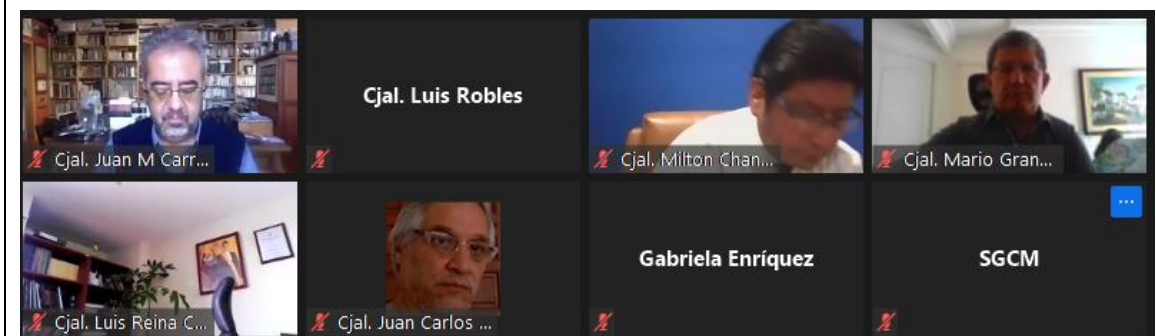 Cjal. Juan M Carr...
Cjal. Luis Robles
Cjal. Milton Chan...
Cjal. Mario Gran...
Cjal. Luis Reina C...
Cjal. Juan Carlos ...
Gabriela Enríquez
SGCM